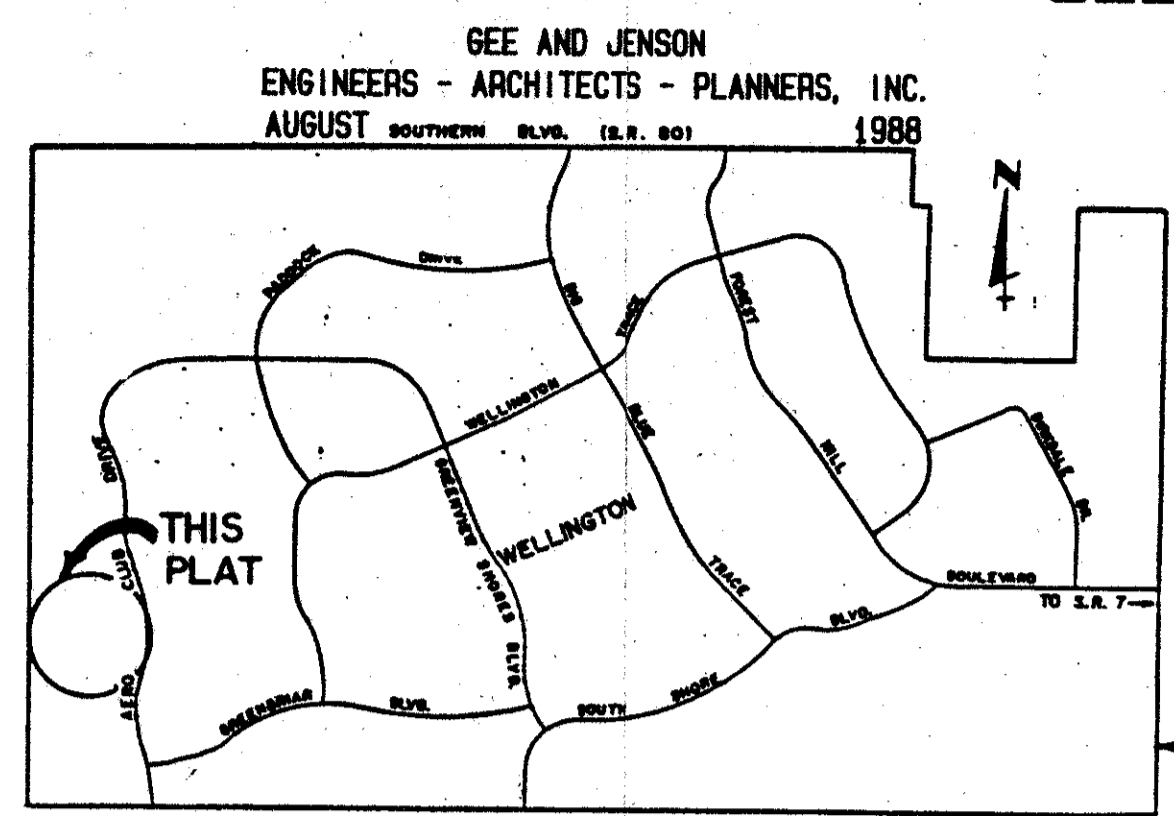 GEE AND JENSON
ENGINEERS - ARCHITECTS - PLANNERS, INC.
AUGUST SOUTHERN BLVD. (S.R. 80) 1988
N
PADDOCK DRIVE
BIG BLUE TRACE
WELLINGTON TRACE
FOREST HILL BOULEVARD
BIRKDALE DR.
GREENVIEW SHORES BLVD.
WELLINGTON
AERO CLUB DRIVE
THIS
PLAT
TO S.R. 7
GREENBRIAR BLVD.
SOUTH SHORE BLVD.